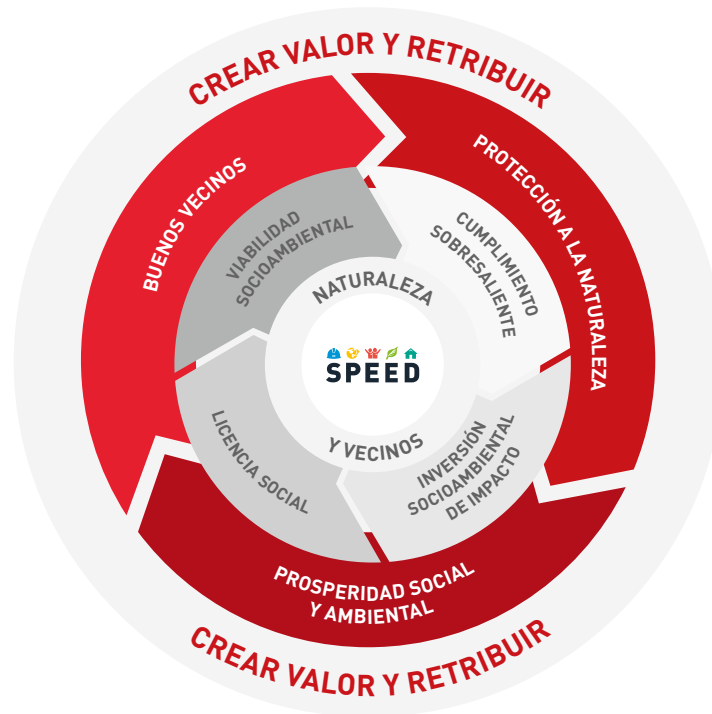 CREAR VALOR Y RETRIBUIR
BUENOS VECINOS
PROTECCIÓN A LA NATURALEZA
VIABILIDAD
SOCIOAMBIENTAL
CUMPLIMIENTO
SOBRESALIENTE
NATURALEZA
SPEED
Y VECINOS
LICENCIA SOCIAL
INVERSIÓN
SOCIOAMBIENTAL
DE IMPACTO
PROSPERIDAD SOCIAL
Y AMBIENTAL
CREAR VALOR Y RETRIBUIR